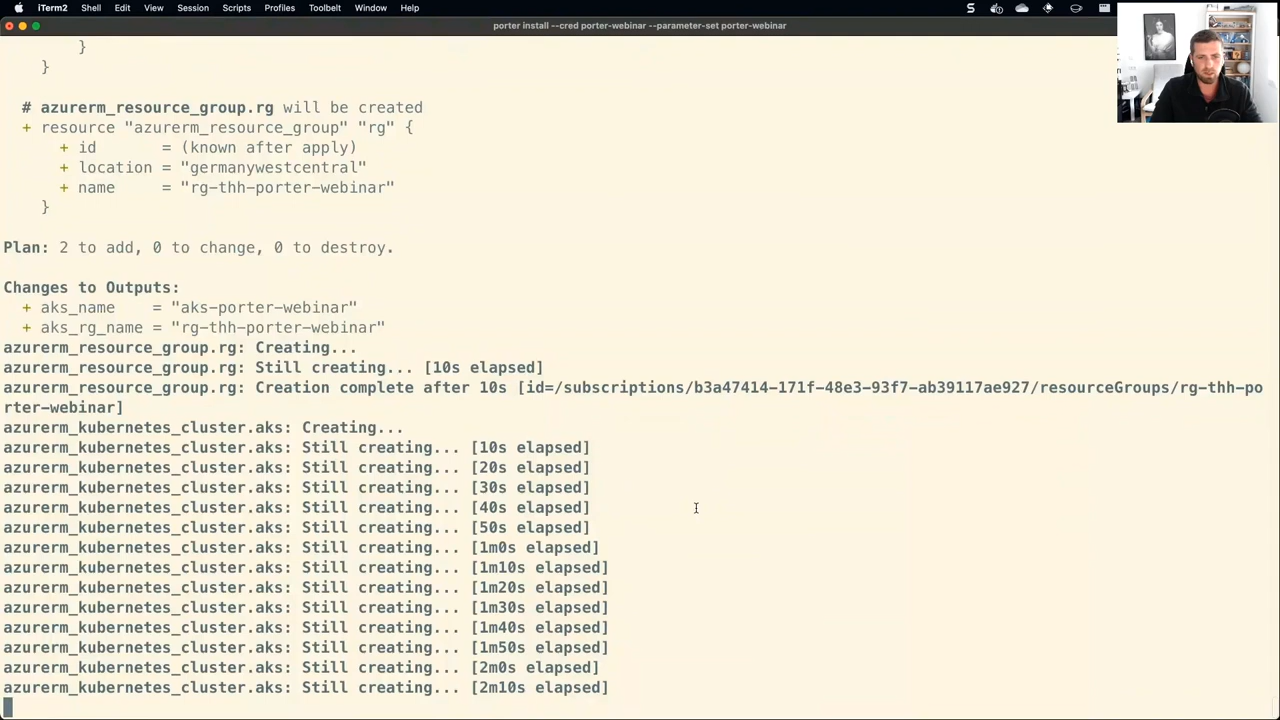 iTerm2 Shell Edit View Session Scripts Profiles Toolbelt Window Help
porter install --cred porter-webinar --parameter-set porter-webinar
}
}
# azurerm_resource_group.rg will be created
+ resource "azurerm_resource_group" "rg" {
+ id = (known after apply)
+ location = "germanywestcentral"
+ name = "rg-thh-porter-webinar"
}
Plan: 2 to add, 0 to change, 0 to destroy.
Changes to Outputs:
+ aks_name = "aks-porter-webinar"
+ aks_rg_name = "rg-thh-porter-webinar"
azurerm_resource_group.rg: Creating...
azurerm_resource_group.rg: Still creating... [10s elapsed]
azurerm_resource_group.rg: Creation complete after 10s [id=/subscriptions/b3a47414-171f-48e3-93f7-ab39117ae927/resourceGroups/rg-thh-po
rter-webinar]
azurerm_kubernetes_cluster.aks: Creating...
azurerm_kubernetes_cluster.aks: Still creating... [10s elapsed]
azurerm_kubernetes_cluster.aks: Still creating... [20s elapsed]
azurerm_kubernetes_cluster.aks: Still creating... [30s elapsed]
azurerm_kubernetes_cluster.aks: Still creating... [40s elapsed]
azurerm_kubernetes_cluster.aks: Still creating... [50s elapsed]
azurerm_kubernetes_cluster.aks: Still creating... [1m0s elapsed]
azurerm_kubernetes_cluster.aks: Still creating... [1m10s elapsed]
azurerm_kubernetes_cluster.aks: Still creating... [1m20s elapsed]
azurerm_kubernetes_cluster.aks: Still creating... [1m30s elapsed]
azurerm_kubernetes_cluster.aks: Still creating... [1m40s elapsed]
azurerm_kubernetes_cluster.aks: Still creating... [1m50s elapsed]
azurerm_kubernetes_cluster.aks: Still creating... [2m0s elapsed]
azurerm_kubernetes_cluster.aks: Still creating... [2m10s elapsed]